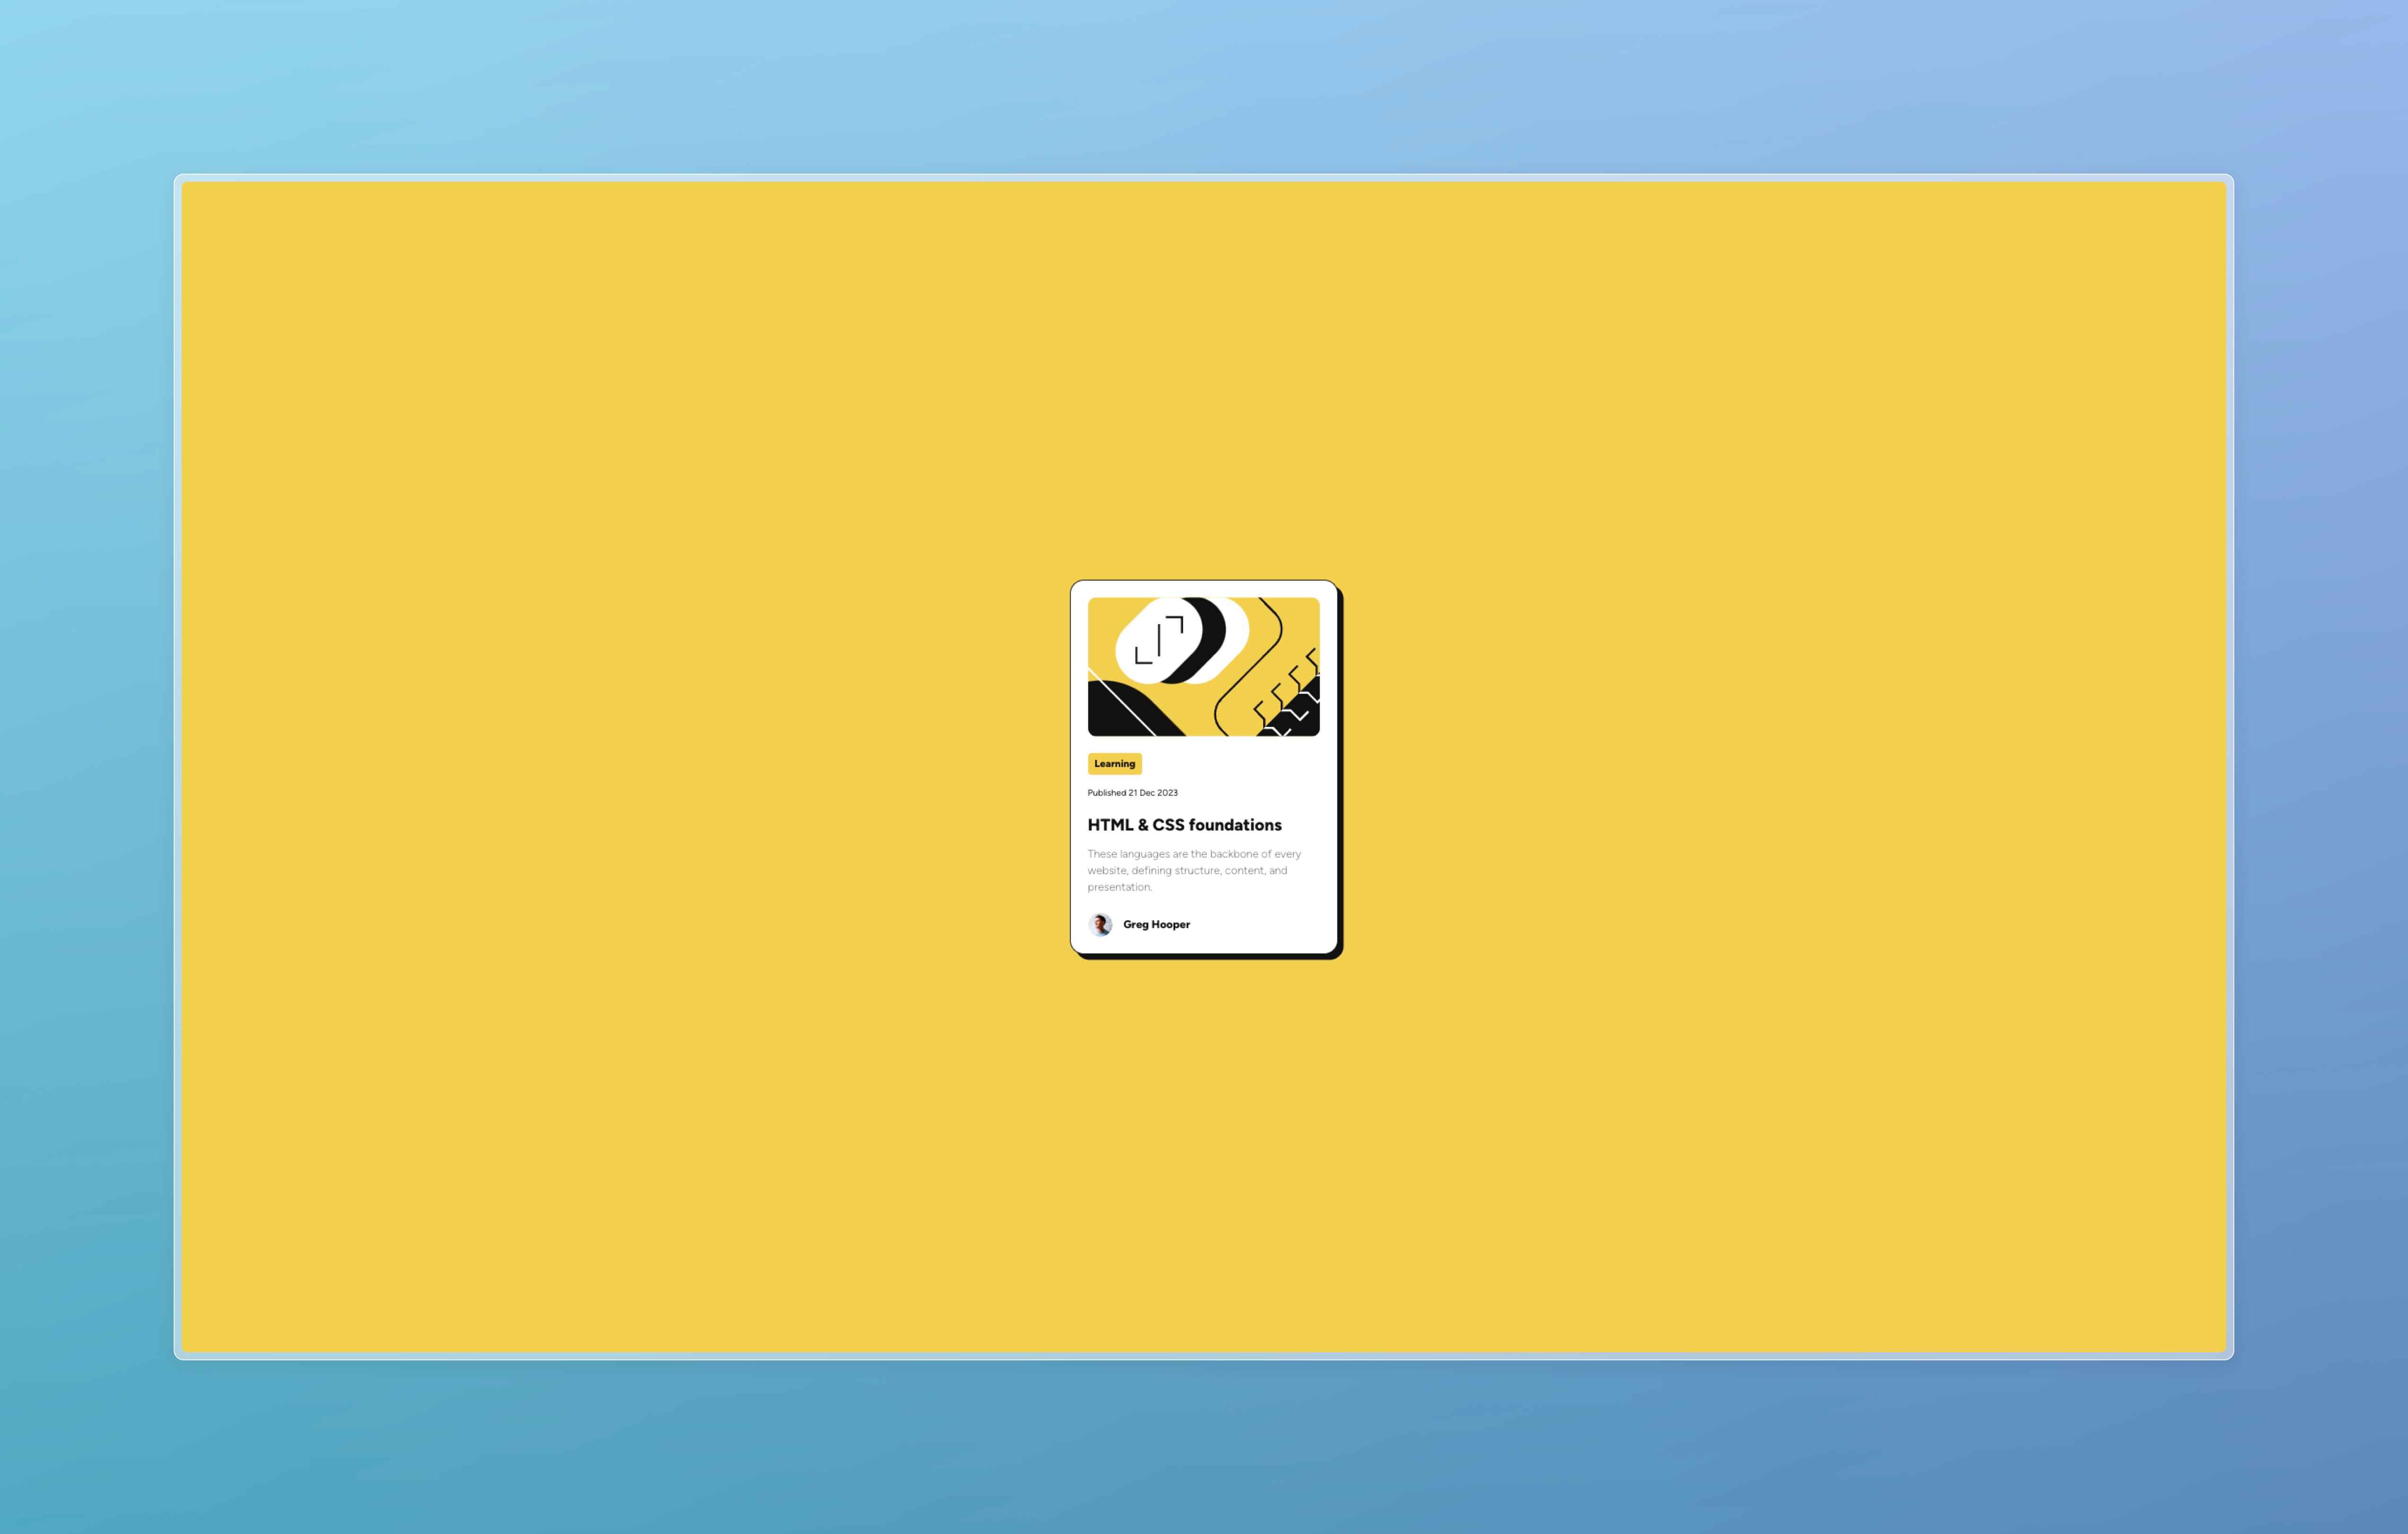 Learning
Published 21 Dec 2023
HTML & CSS foundations
These languages are the backbone of every
website, defining structure, content, and
presentation.
Greg Hooper